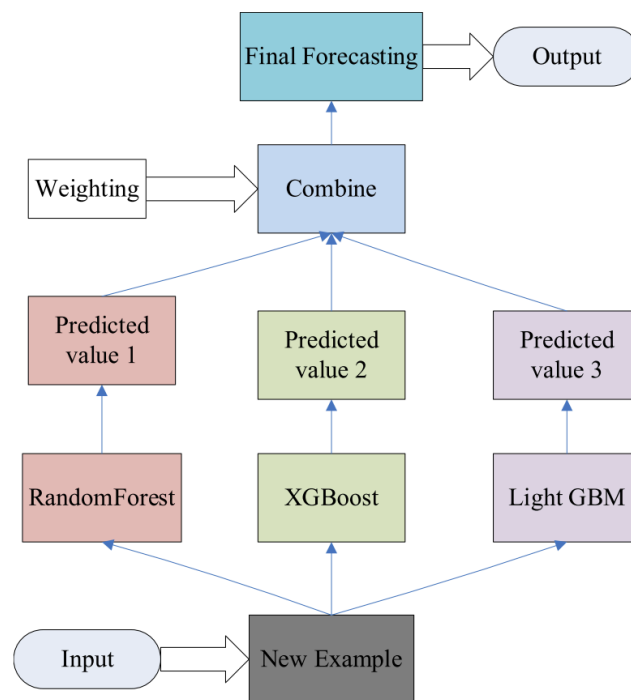 Final Forecasting
Output
Weighting
Combine
Predicted
value 1
Predicted
value 2
Predicted
value 3
RandomForest
XGBoost
Light GBM
Input
New Example